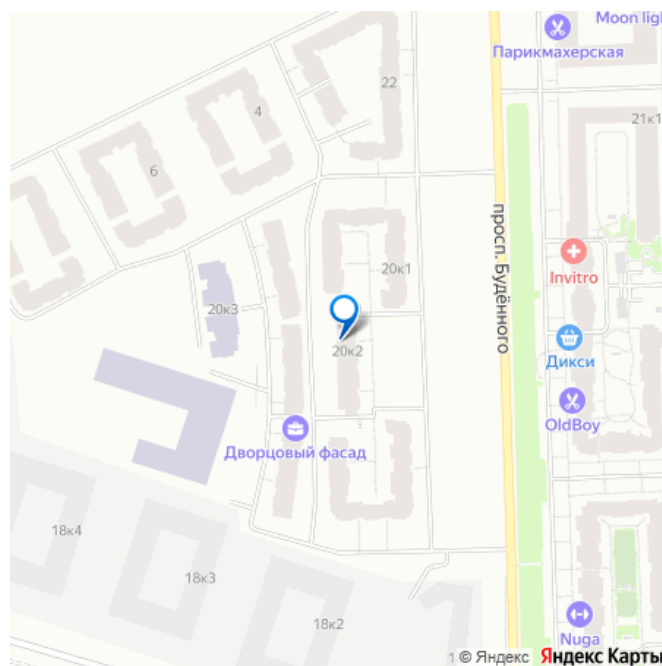 Moon ligh
Парикмахерская
22
4
21к1
6
просп. Будённого
20к1
Invitro
20к3
20к2
Дикси
OldBoy
Дворцовый фасад
18к4
18к3
18к2
1
Nuga
© Яндекс Яндекс Карты